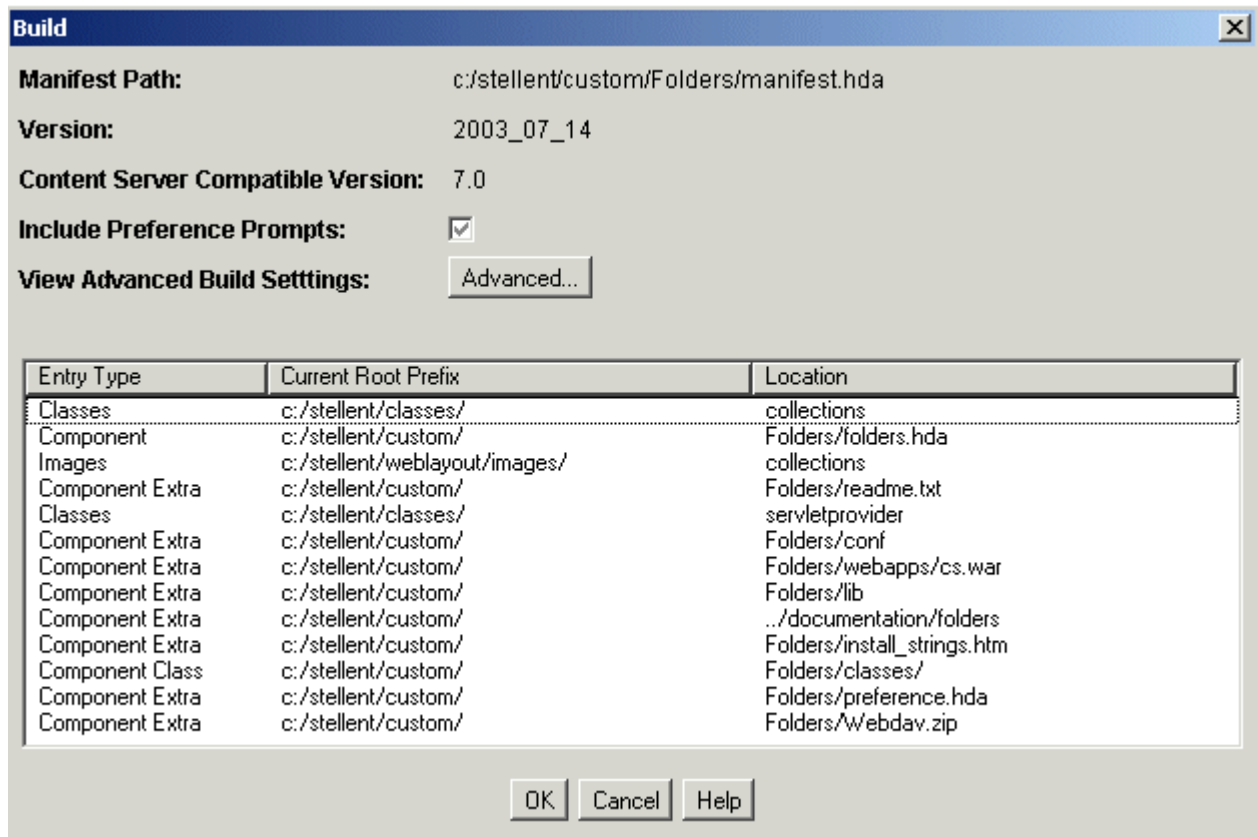 Build
Manifest Path: c:/stellent/custom/Folders/manifest.hda
Version: 2003_07_14
Content Server Compatible Version: 7.0
Include Preference Prompts:
View Advanced Build Setttings: Advanced...
Entry Type Current Root Prefix Location
Classes c:/stellent/classes/ collections
Component c:/stellent/custom/ Folders/folders.hda
Images c:/stellent/weblayout/images/ collections
Component Extra c:/stellent/custom/ Folders/readme.txt
Classes c:/stellent/classes/ servletprovider
Component Extra c:/stellent/custom/ Folders/conf
Component Extra c:/stellent/custom/ Folders/webapps/cs.war
Component Extra c:/stellent/custom/ Folders/lib
Component Extra c:/stellent/custom/ ../documentation/folders
Component Extra c:/stellent/custom/ Folders/install_strings.htm
Component Class c:/stellent/custom/ Folders/classes/
Component Extra c:/stellent/custom/ Folders/preference.hda
Component Extra c:/stellent/custom/ Folders/Webdav.zip
OK Cancel Help